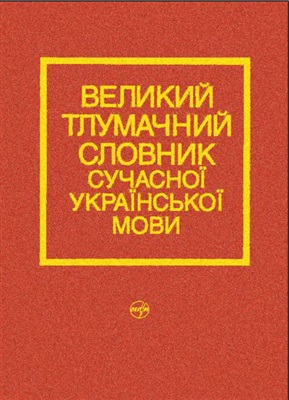 ВЕЛИКИЙ
ТЛУМАЧНИЙ
СЛОВНИК
СУЧАСНОЇ
УКРАЇНСЬКОЇ
МОВИ